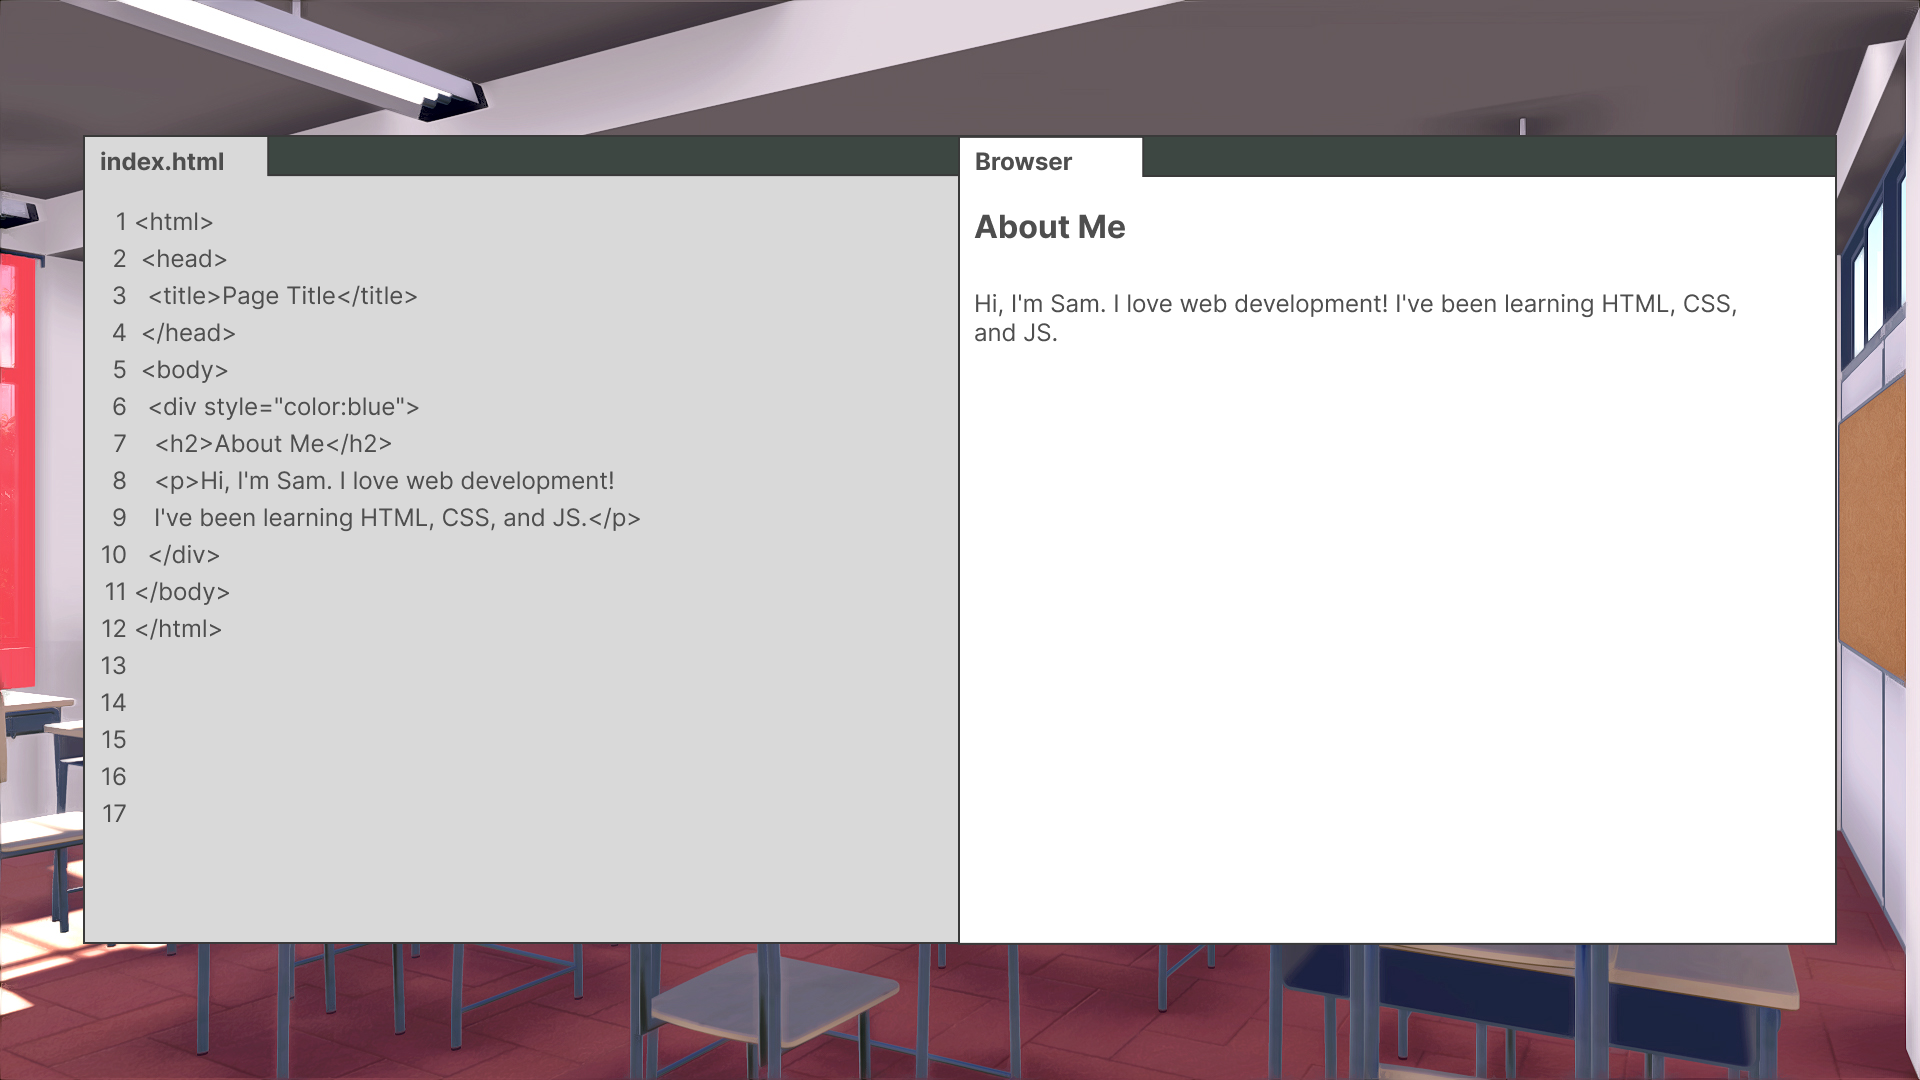 index.html
1 <html>
2 <head>
3 <title>Page Title</title>
4 </head>
5 <body>
6 <div style="color:blue">
7 <h2>About Me</h2>
8 <p>Hi, I'm Sam. I love web development!
9 I've been learning HTML, CSS, and JS.</p>
10 </div>
11 </body>
12 </html>
13
14
15
16
17
Browser
About Me
Hi, I'm Sam. I love web development! I've been learning HTML, CSS,
and JS.